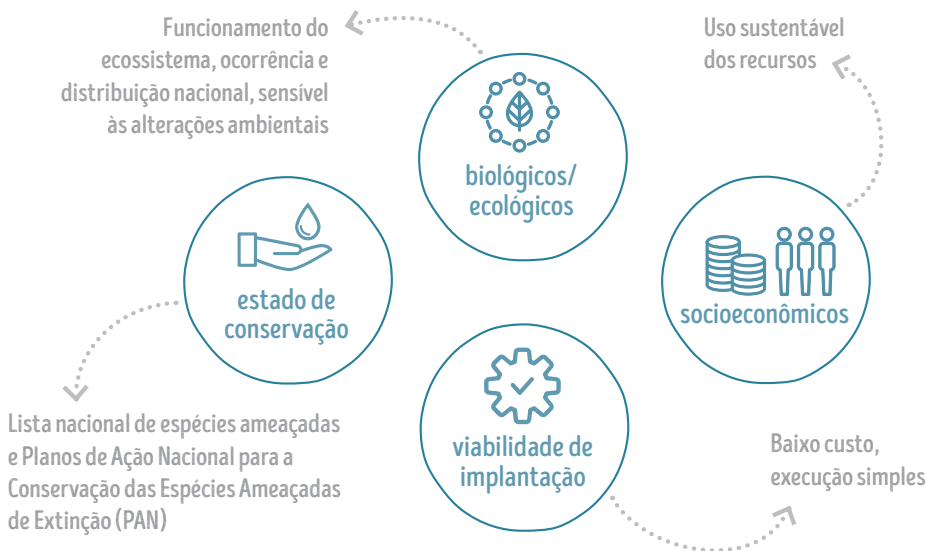 Funcionamento do
ecossistema, ocorrência e
distribuição nacional, sensível
às alterações ambientais
biológicos/
ecológicos
Uso sustentável
dos recursos
socioeconômicos
estado de
conservação
Lista nacional de espécies ameaçadas
e Planos de Ação Nacional para a
Conservação das Espécies Ameaçadas
de Extinção (PAN)
viabilidade de
implantação
Baixo custo,
execução simples